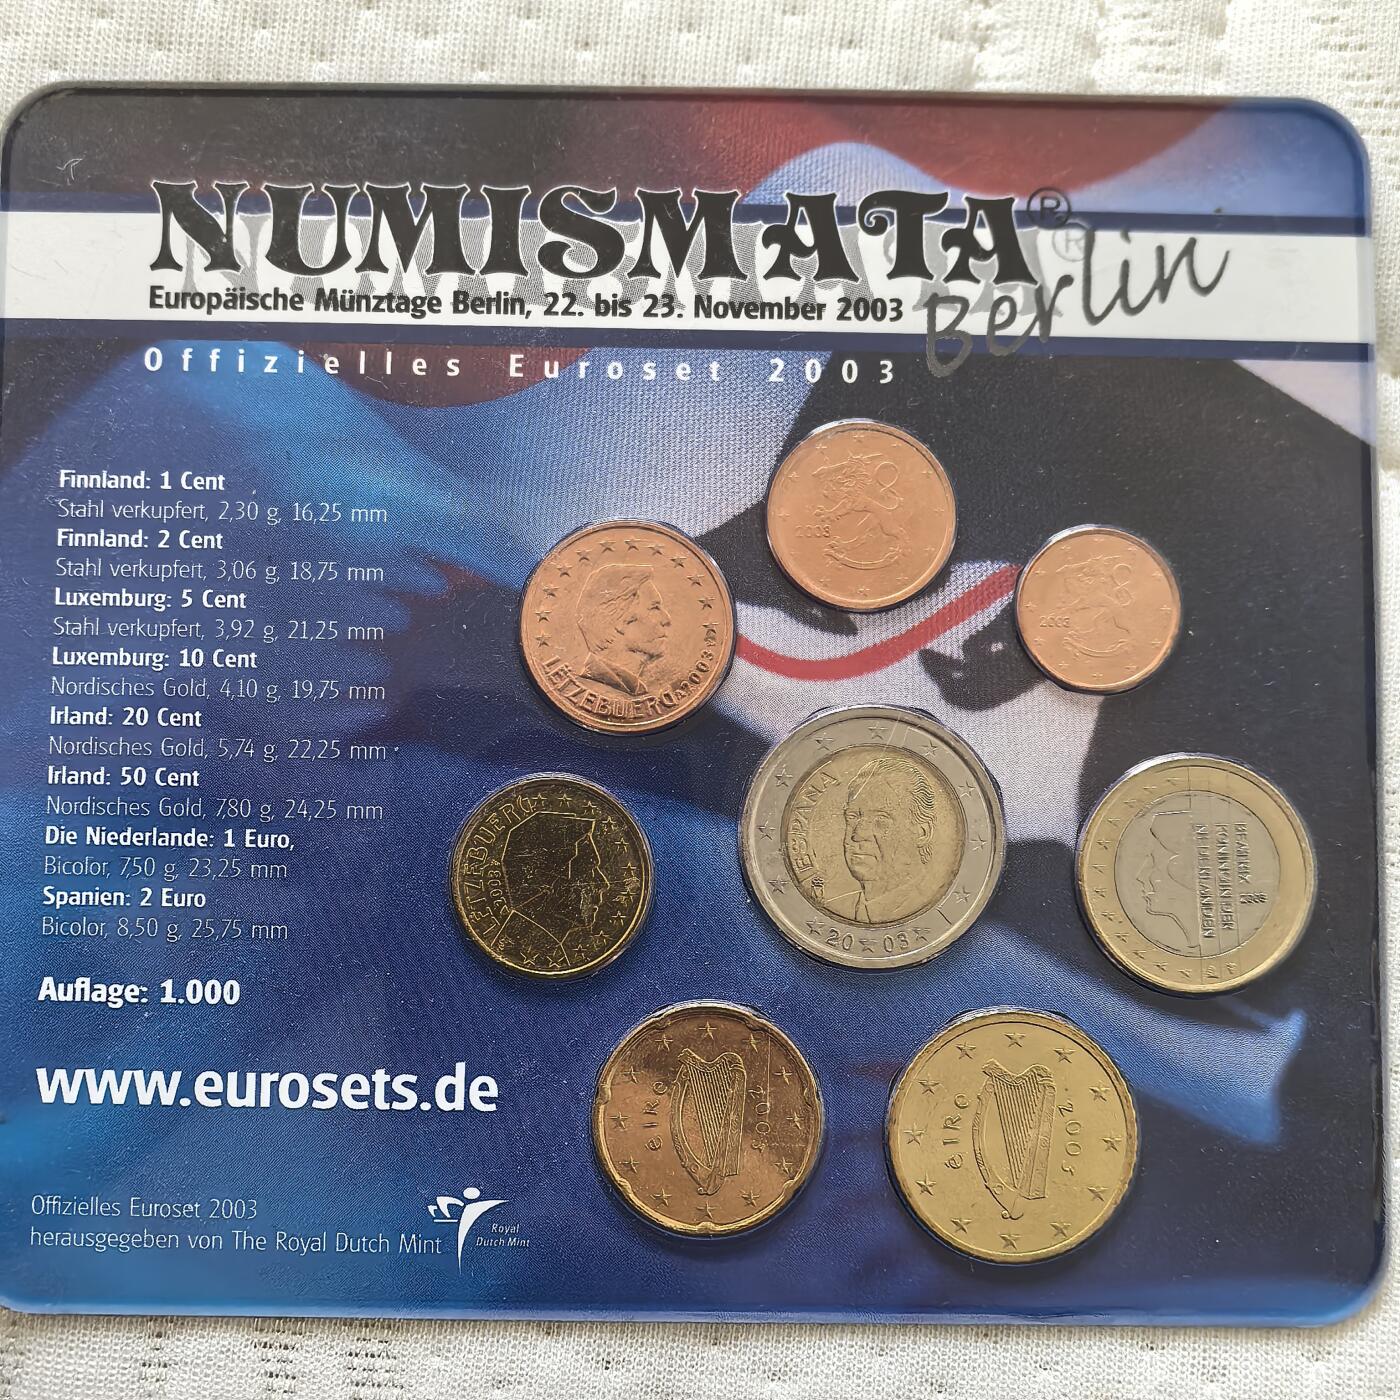 NUMISMATA®
Berlin
Europäische Münztage Berlin, 22. bis 23. November 2003
Offizielles Euroset 2003
Finnland: 1 Cent
Stahl verkupfert, 2,30 g, 16,25 mm
Finnland: 2 Cent
Stahl verkupfert, 3,06 g, 18,75 mm
Luxemburg: 5 Cent
Stahl verkupfert, 3,92 g, 21,25 mm
Luxemburg: 10 Cent
Nordisches Gold, 4,10 g, 19,75 mm
Irland: 20 Cent
Nordisches Gold, 5,74 g, 22,25 mm
Irland: 50 Cent
Nordisches Gold, 7,80 g, 24,25 mm
Die Niederlande: 1 Euro,
Bicolor, 7,50 g, 23,25 mm
Spanien: 2 Euro
Bicolor, 8,50 g, 25,75 mm
Auflage: 1.000
www.eurosets.de
Offizielles Euroset 2003
herausgegeben von The Royal Dutch Mint
Royal
Dutch Mint
2003
2003
LËTZEBUERG 2003
LËTZEBUERG
2003
ESPAÑA
2003
BEATRIX
KONINGIN DER
NEDERLANDEN
2003
éIRe
2003
éIRe
2003